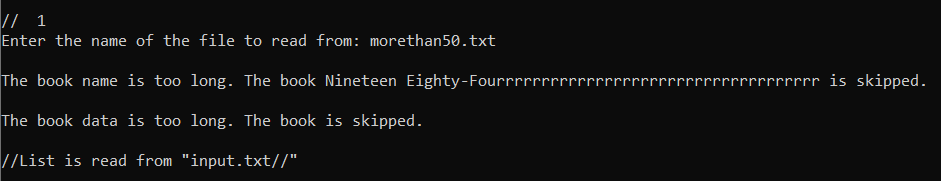 //  1
Enter the name of the file to read from: morethan50.txt
The book name is too long. The book Nineteen Eighty-Fourrrrrrrrrrrrrrrrrrrrrrrrrrrrrrrrrrrr is skipped.
The book data is too long. The book is skipped.
//List is read from "input.txt//"